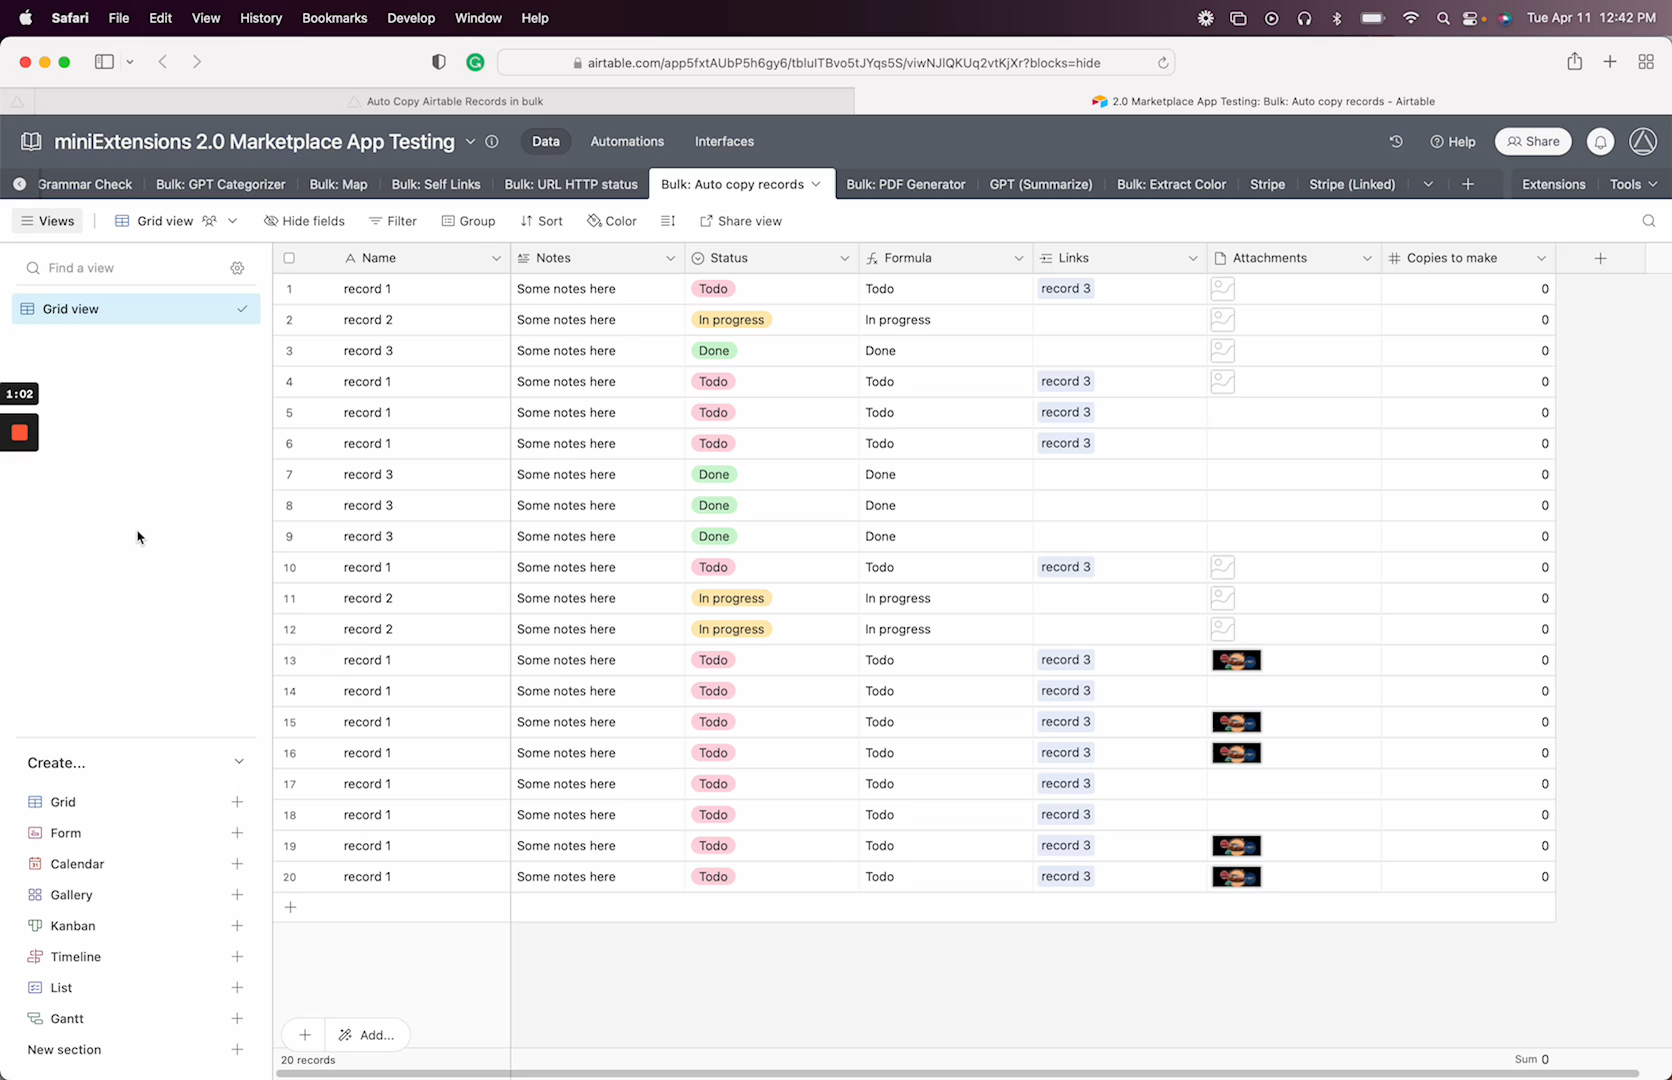 Safari File Edit View History Bookmarks Develop Window Help Tue Apr 11 12:42 PM
airtable.com/app5fxtAUbP5h6gy6/tbluITBvo5tJYqs5S/viwNJlQKUq2vtKjXr?blocks=hide
Auto Copy Airtable Records in bulk 2.0 Marketplace App Testing: Bulk: Auto copy records - Airtable
miniExtensions 2.0 Marketplace App Testing Data Automations Interfaces Help Share
Grammar Check Bulk: GPT Categorizer Bulk: Map Bulk: Self Links Bulk: URL HTTP status Bulk: Auto copy records Bulk: PDF Generator GPT (Summarize) Bulk: Extract Color Stripe Stripe (Linked) Extensions Tools
Views Grid view Hide fields Filter Group Sort Color Share view
Find a view
Grid view
1:02
Create...
Grid
Form
Calendar
Gallery
Kanban
Timeline
List
Gantt
New section
Name Notes Status Formula Links Attachments Copies to make
1 record 1 Some notes here Todo Todo record 3 0
2 record 2 Some notes here In progress In progress 0
3 record 3 Some notes here Done Done 0
4 record 1 Some notes here Todo Todo record 3 0
5 record 1 Some notes here Todo Todo record 3 0
6 record 1 Some notes here Todo Todo record 3 0
7 record 3 Some notes here Done Done 0
8 record 3 Some notes here Done Done 0
9 record 3 Some notes here Done Done 0
10 record 1 Some notes here Todo Todo record 3 0
11 record 2 Some notes here In progress In progress 0
12 record 2 Some notes here In progress In progress 0
13 record 1 Some notes here Todo Todo record 3 0
14 record 1 Some notes here Todo Todo record 3 0
15 record 1 Some notes here Todo Todo record 3 0
16 record 1 Some notes here Todo Todo record 3 0
17 record 1 Some notes here Todo Todo record 3 0
18 record 1 Some notes here Todo Todo record 3 0
19 record 1 Some notes here Todo Todo record 3 0
20 record 1 Some notes here Todo Todo record 3 0
Add...
20 records Sum 0